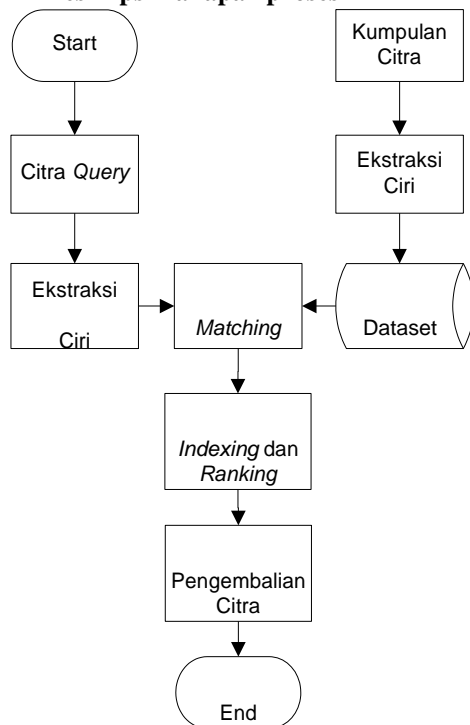 Start
Kumpulan
Citra
Citra Query
Ekstraksi
Ciri
Ekstraksi
Ciri
Matching
Dataset
Indexing dan
Ranking
Pengembalian
Citra
End